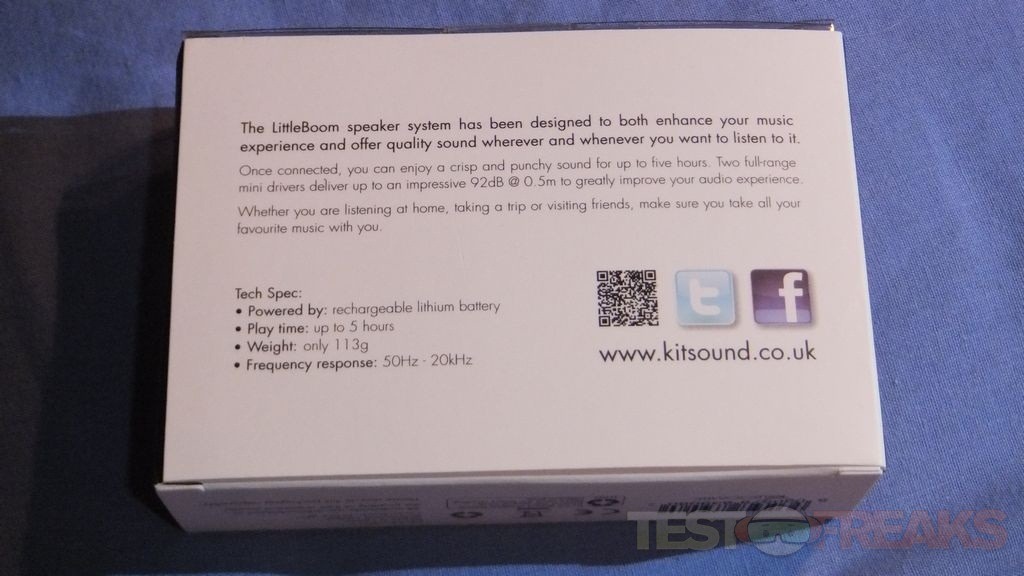 The LittleBoom speaker system has been designed to both enhance your music
experience and offer quality sound wherever and whenever you want to listen to it.
Once connected, you can enjoy a crisp and punchy sound for up to five hours. Two full-range
mini drivers deliver up to an impressive 92dB @ 0.5m to greatly improve your audio experience.
Whether you are listening at home, taking a trip or visiting friends, make sure you take all your
favourite music with you.
Tech Spec:
• Powered by: rechargeable lithium battery
• Play time: up to 5 hours
• Weight: only 113g
• Frequency response: 50Hz - 20kHz
t f
www.kitsound.co.uk
TEST FREAKS